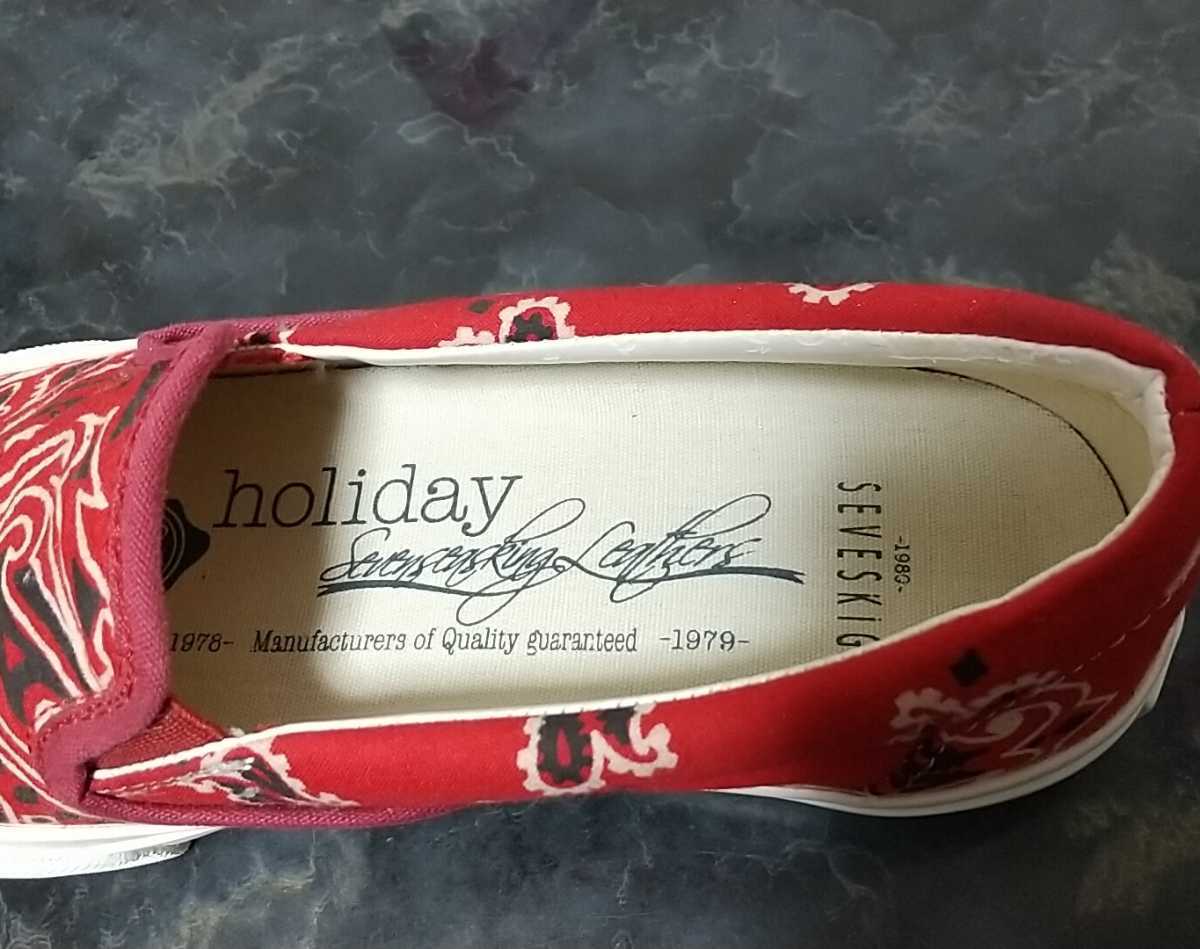 holiday
Sevenseasking Leathers
1978- Manufacturers of Quality guaranteed -1979-
SEVESKIG
-1980-